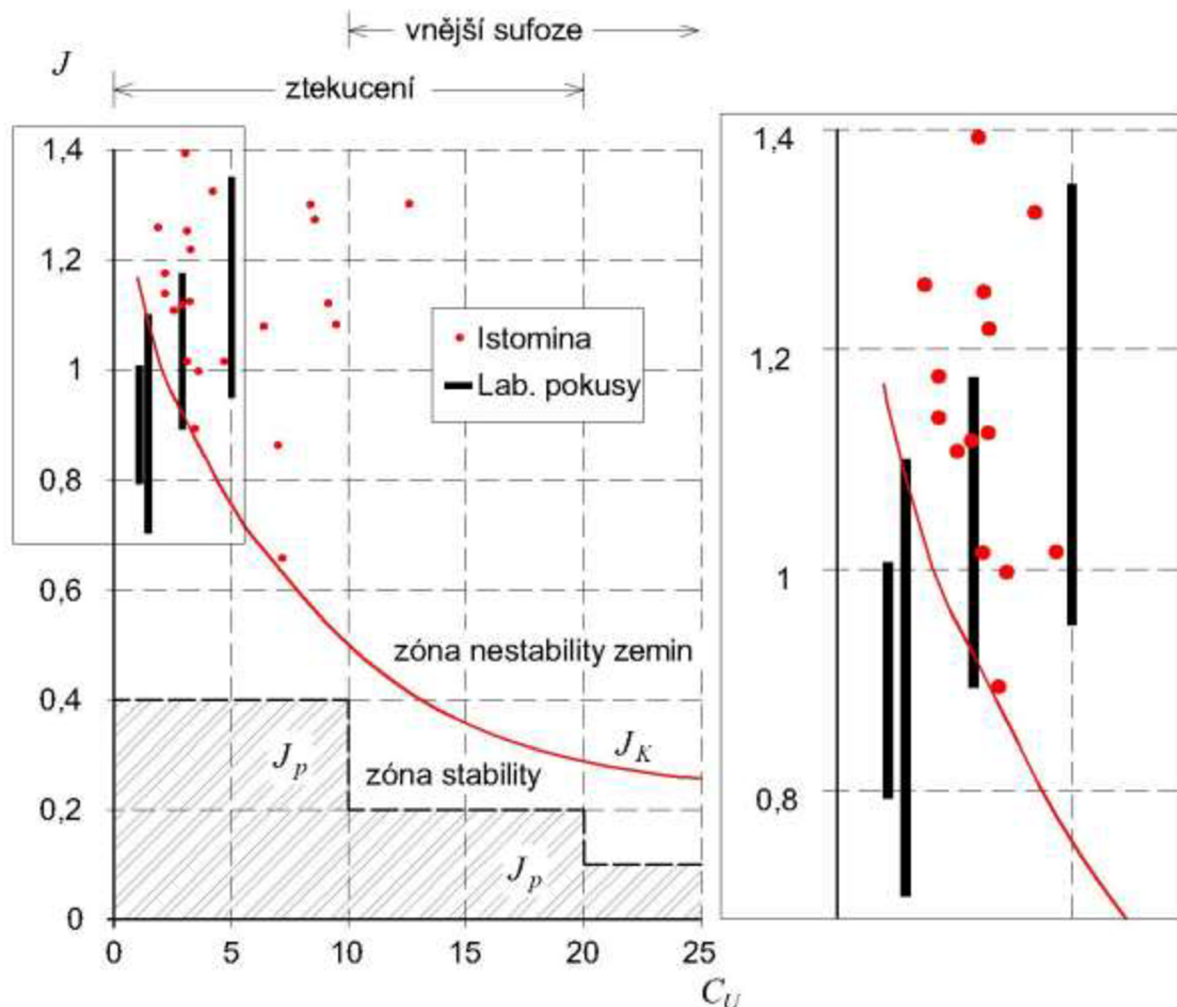 vnější sufoze
J
ztekucení
1,4
1,2
1
0,8
0,6
0,4
0,2
0
Istomina
Lab. pokusy
zóna nestability zemin
J_K
J_p
zóna stability
J_p
0 5 10 15 20 25
C_U
1,4
1,2
1
0,8